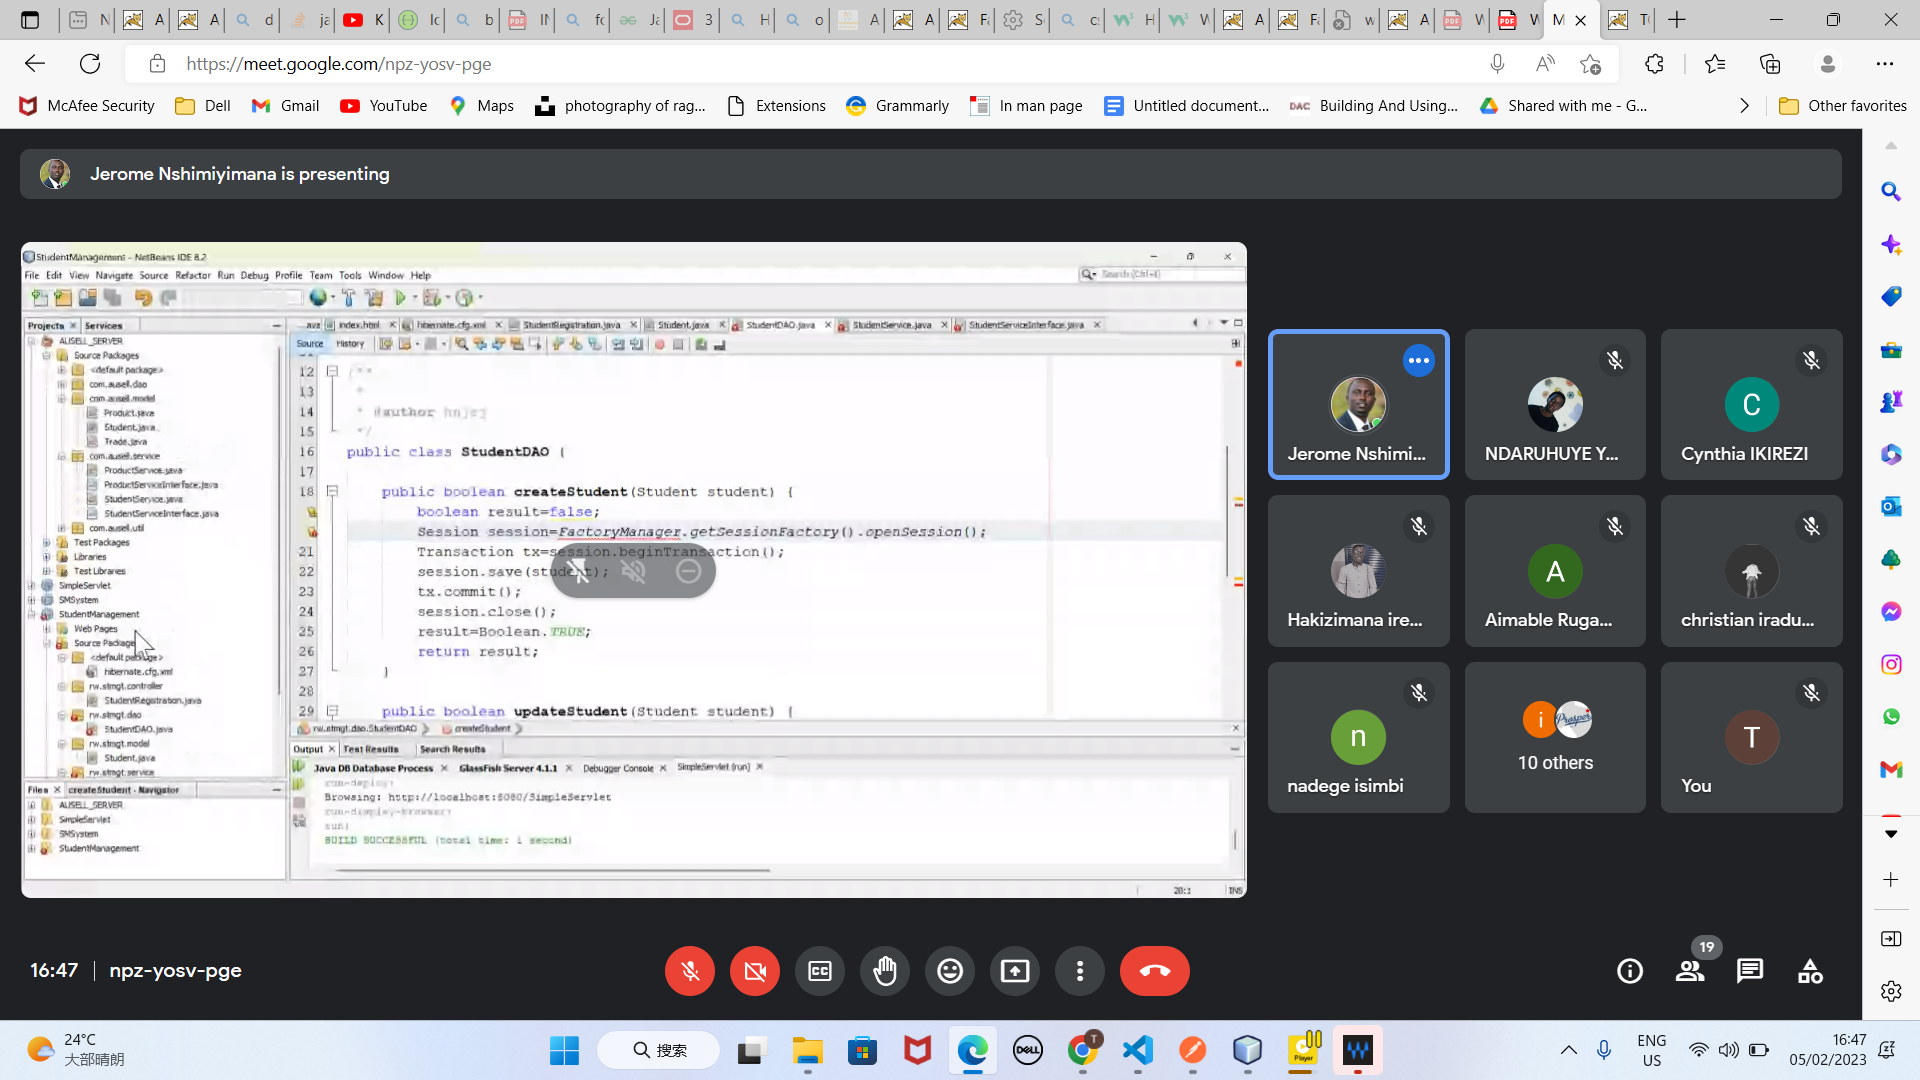 https://meet.google.com/npz-yosv-pge
McAfee Security
Dell
Gmail
YouTube
Maps
photography of rag...
Extensions
Grammarly
In man page
Untitled document...
Building And Using...
Shared with me - G...
Other favorites
Jerome Nshimiyimana is presenting
StudentManagement - NetBeans IDE 8.2
File Edit View Navigate Source Refactor Run Debug Profile Team Tools Window Help
Search (Ctrl+I)
Projects
Services
index.html
hibernate.cfg.xml
StudentRegistration.java
Student.java
StudentDAO.java
StudentService.java
StudentServiceInterface.java
Source
History
AUSELL_SERVER
Source Packages
<default package>
com.ausell.dao
com.ausell.model
Product.java
Student.java
Trade.java
com.ausell.service
ProductService.java
ProductServiceInterface.java
StudentService.java
StudentServiceInterface.java
com.ausell.util
Test Packages
Libraries
Test Libraries
SimpleServlet
SMSystem
StudentManagement
Web Pages
Source Package
<default package>
hibernate.cfg.xml
rw.stmgt.controller
StudentRegistration.java
rw.stmgt.dao
StudentDAO.java
rw.stmgt.model
Student.java
rw.stmgt.service
12 /**
13 *
14 * @author
15 */
16 public class StudentDAO {
17
18 public boolean createStudent(Student student) {
boolean result=false;
Session session=FactoryManager.getSessionFactory().openSession();
21 Transaction tx=session.beginTransaction();
22 session.save(student);
23 tx.commit();
24 session.close();
25 result=Boolean.TRUE;
26 return result;
27 }
28
29 public boolean updateStudent(Student student) {
rw.stmgt.dao.StudentDAO
createStudent
Files
createStudent - Navigator
AUSELL_SERVER
SimpleServlet
SMSystem
StudentManagement
Output
Test Results
Search Results
Java DB Database Process
GlassFish Server 4.1.1
Debugger Console
SimpleServlet (run)
run-deploy:
Browsing: http://localhost:8080/SimpleServlet
run-display-browser:
run:
BUILD SUCCESSFUL (total time: 1 second)
20:1
INS
Jerome Nshimi...
NDARUHUYE Y...
C
Cynthia IKIREZI
Hakizimana ire...
A
Aimable Ruga...
christian iradu...
n
nadege isimbi
i
Prosper
10 others
T
You
16:47
npz-yosv-pge
19
24°C
大部晴朗
搜索
DELL
T
Player
ENG
US
16:47
05/02/2023